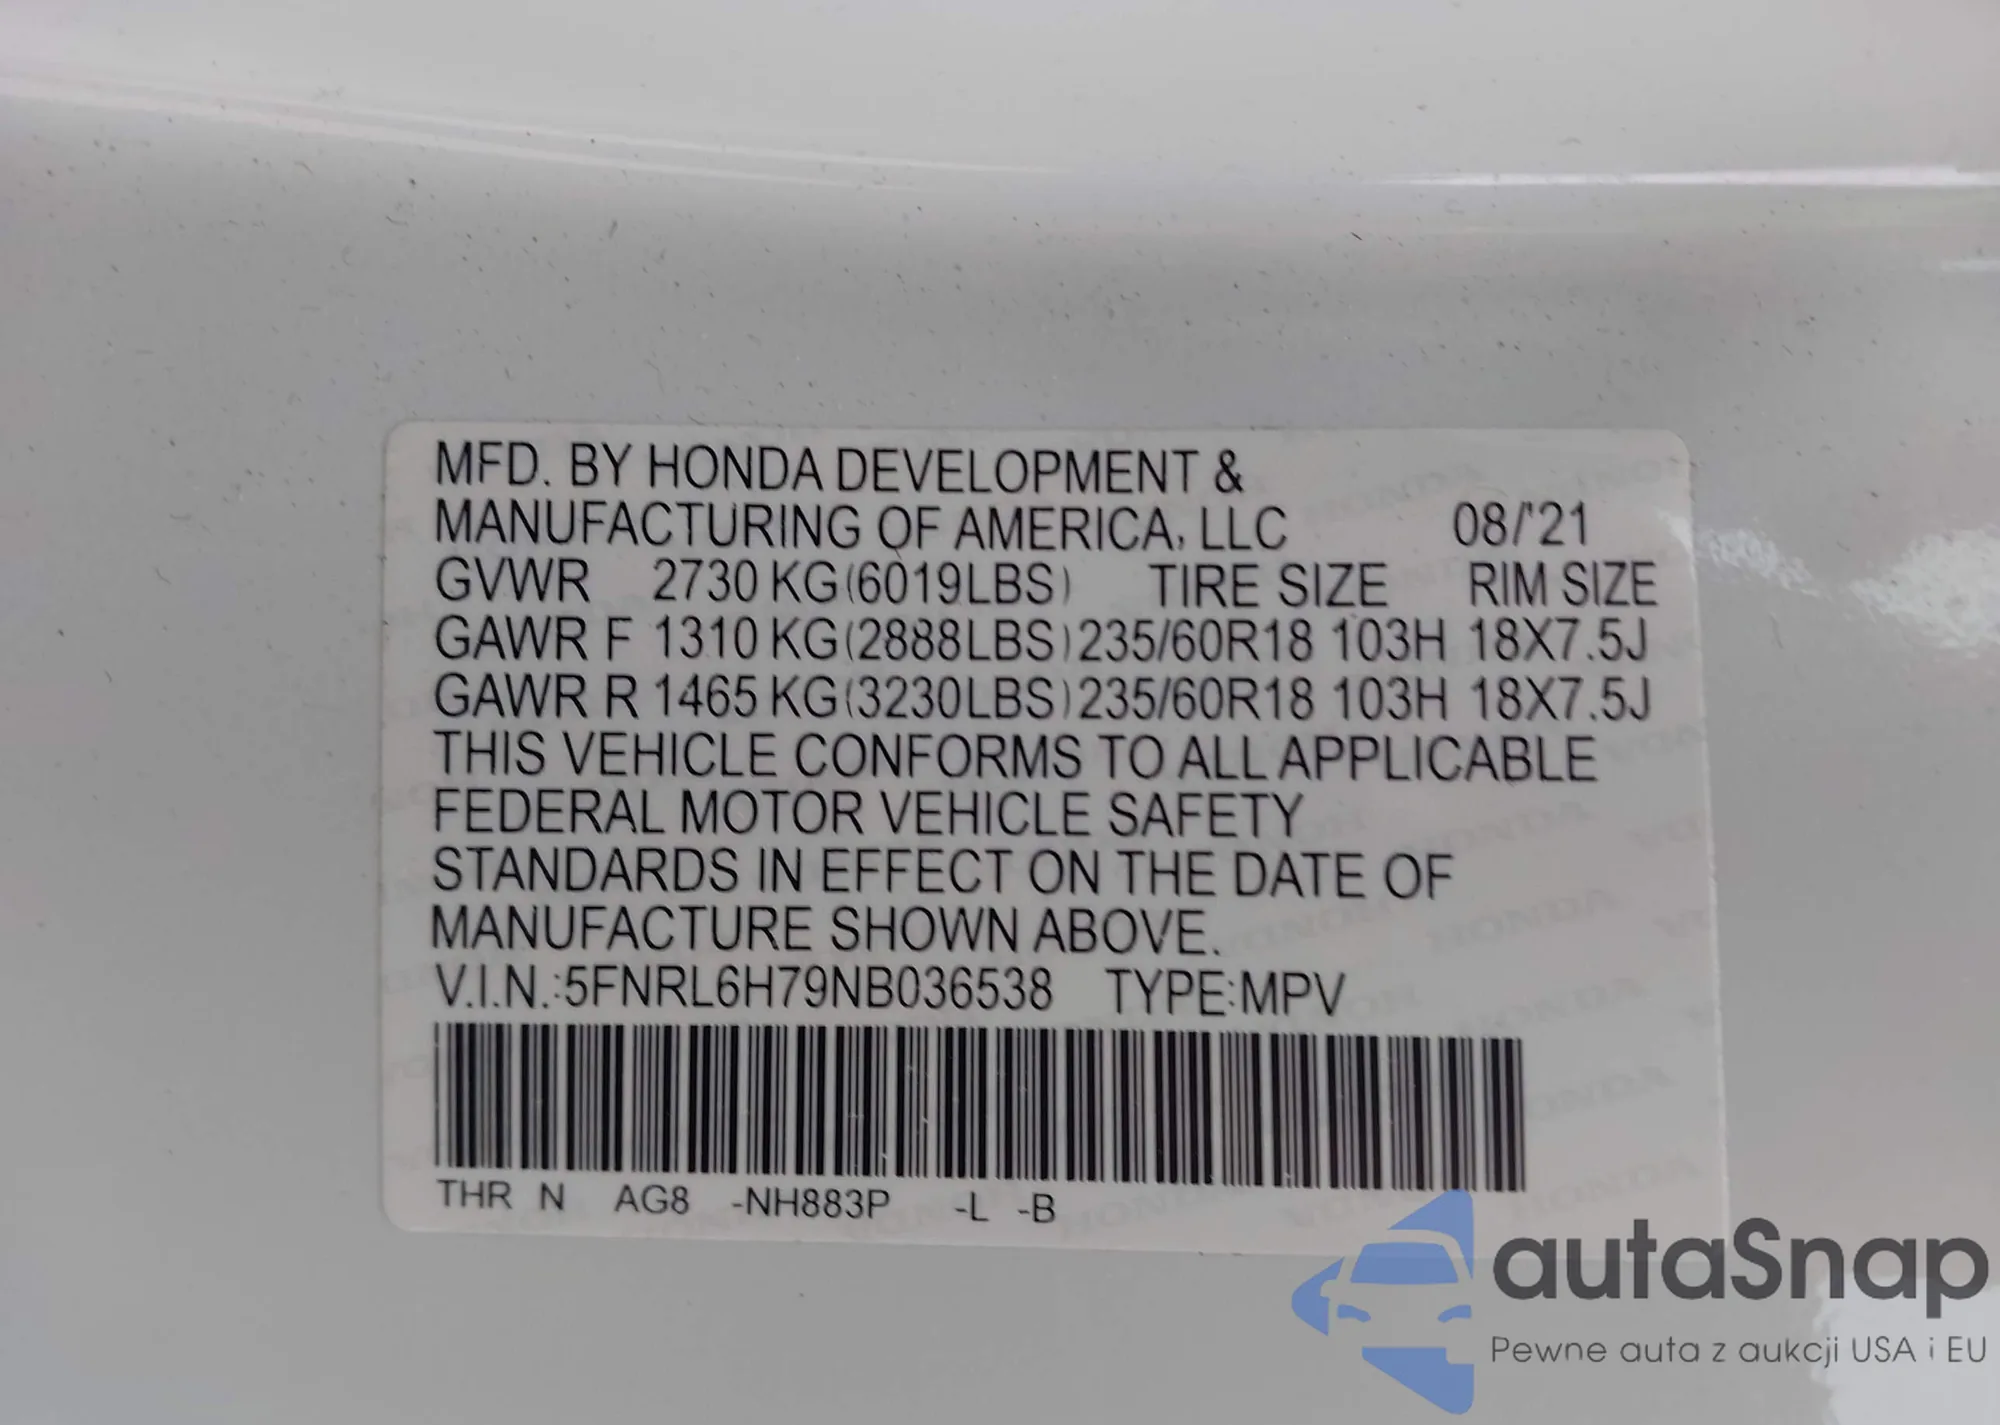 MFD. BY HONDA DEVELOPMENT &
MANUFACTURING OF AMERICA, LLC 08/'21
GVWR 2730 KG (6019LBS) TIRE SIZE RIM SIZE
GAWR F 1310 KG (2888LBS) 235/60R18 103H 18X7.5J
GAWR R 1465 KG (3230LBS) 235/60R18 103H 18X7.5J
THIS VEHICLE CONFORMS TO ALL APPLICABLE
FEDERAL MOTOR VEHICLE SAFETY
STANDARDS IN EFFECT ON THE DATE OF
MANUFACTURE SHOWN ABOVE.
V.I.N.:5FNRL6H79NB036538 TYPE:MPV
THR N AG8 -NH883P -L -B
autaSnap
Pewne auta z aukcji USA i EU